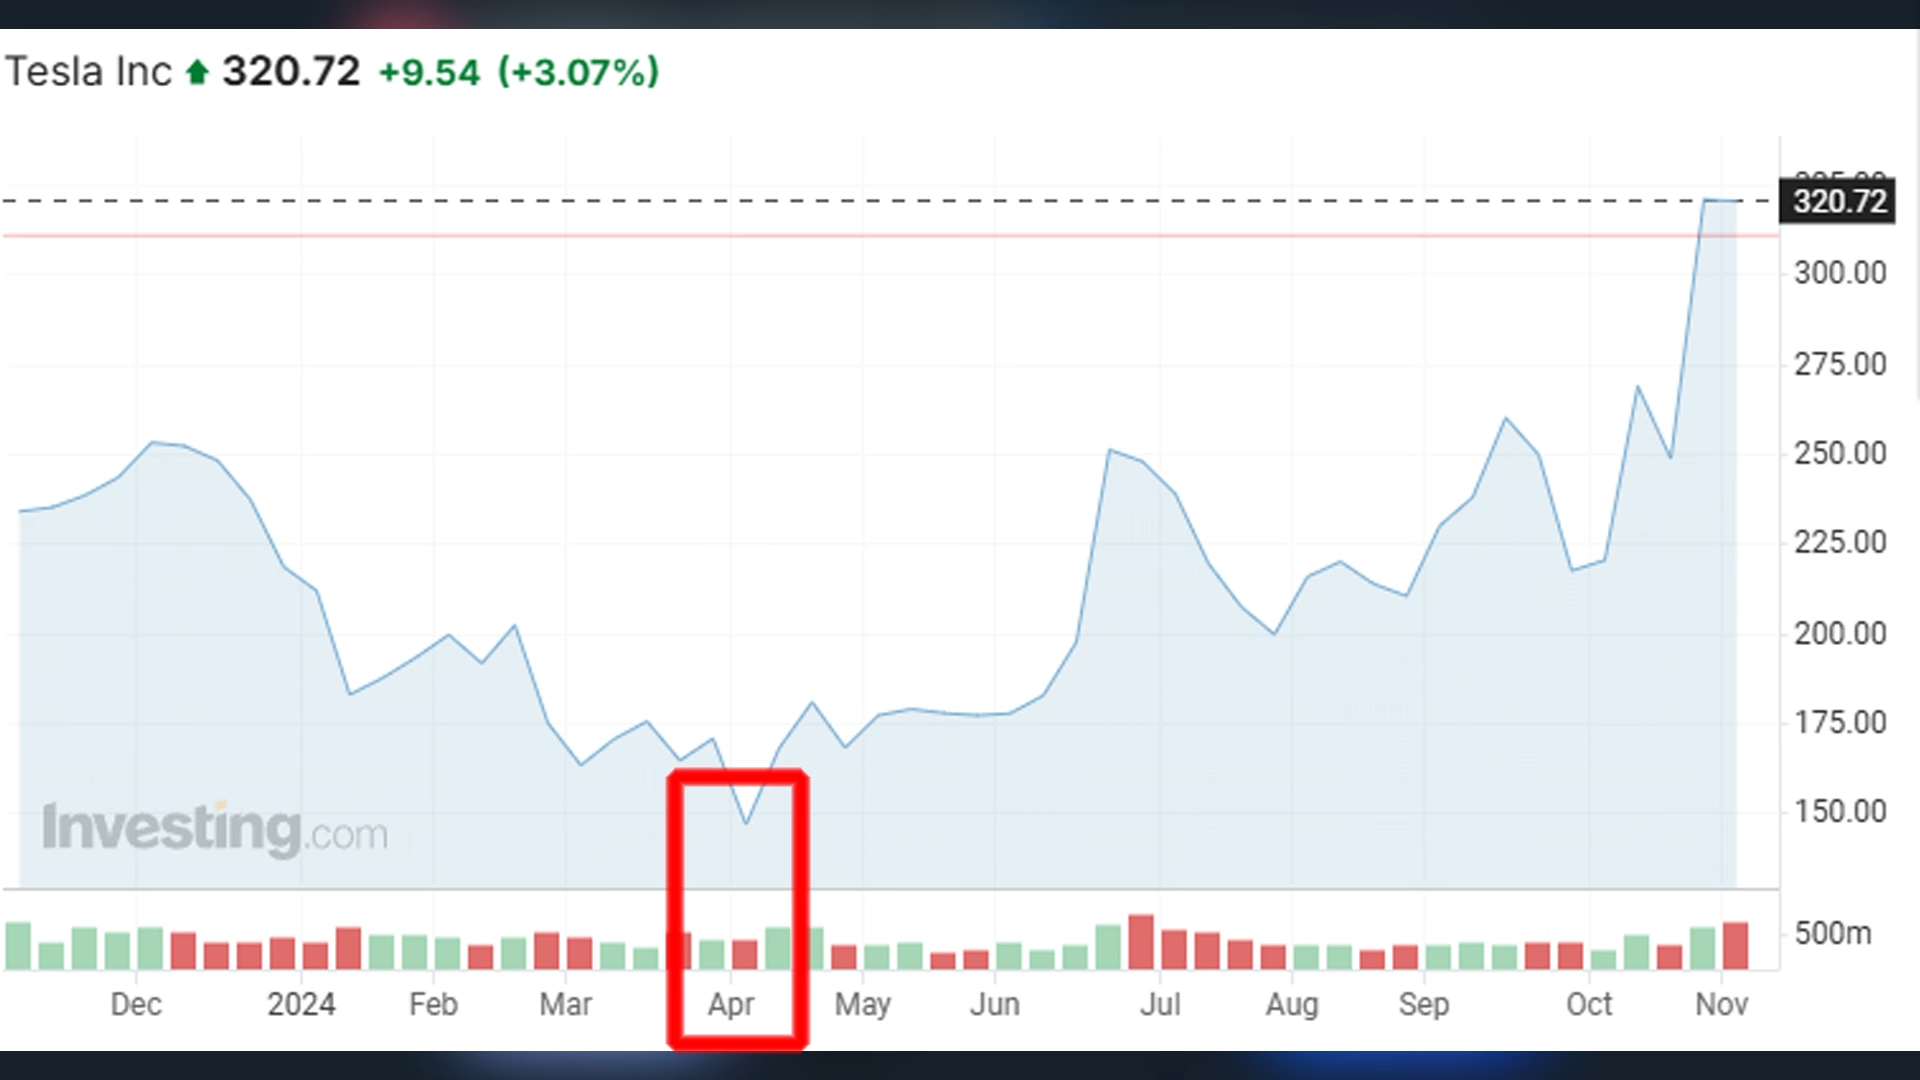 Tesla Inc 320.72 +9.54 (+3.07%)
320.72
300.00
275.00
250.00
225.00
200.00
175.00
150.00
Investing.com
500m
Dec 2024 Feb Mar Apr May Jun Jul Aug Sep Oct Nov